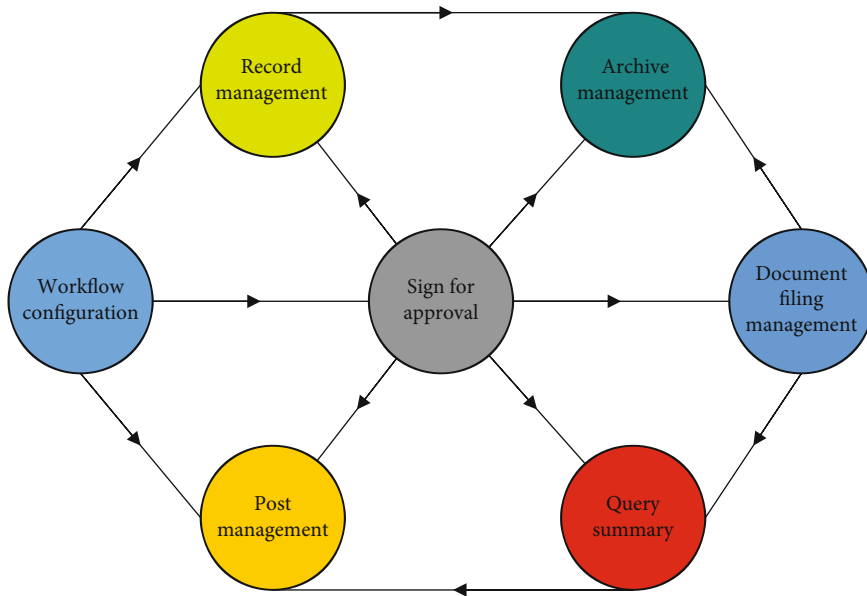 Record
management
Archive
management
Workflow
configuration
Sign for
approval
Document
filing
management
Post
management
Query
summary